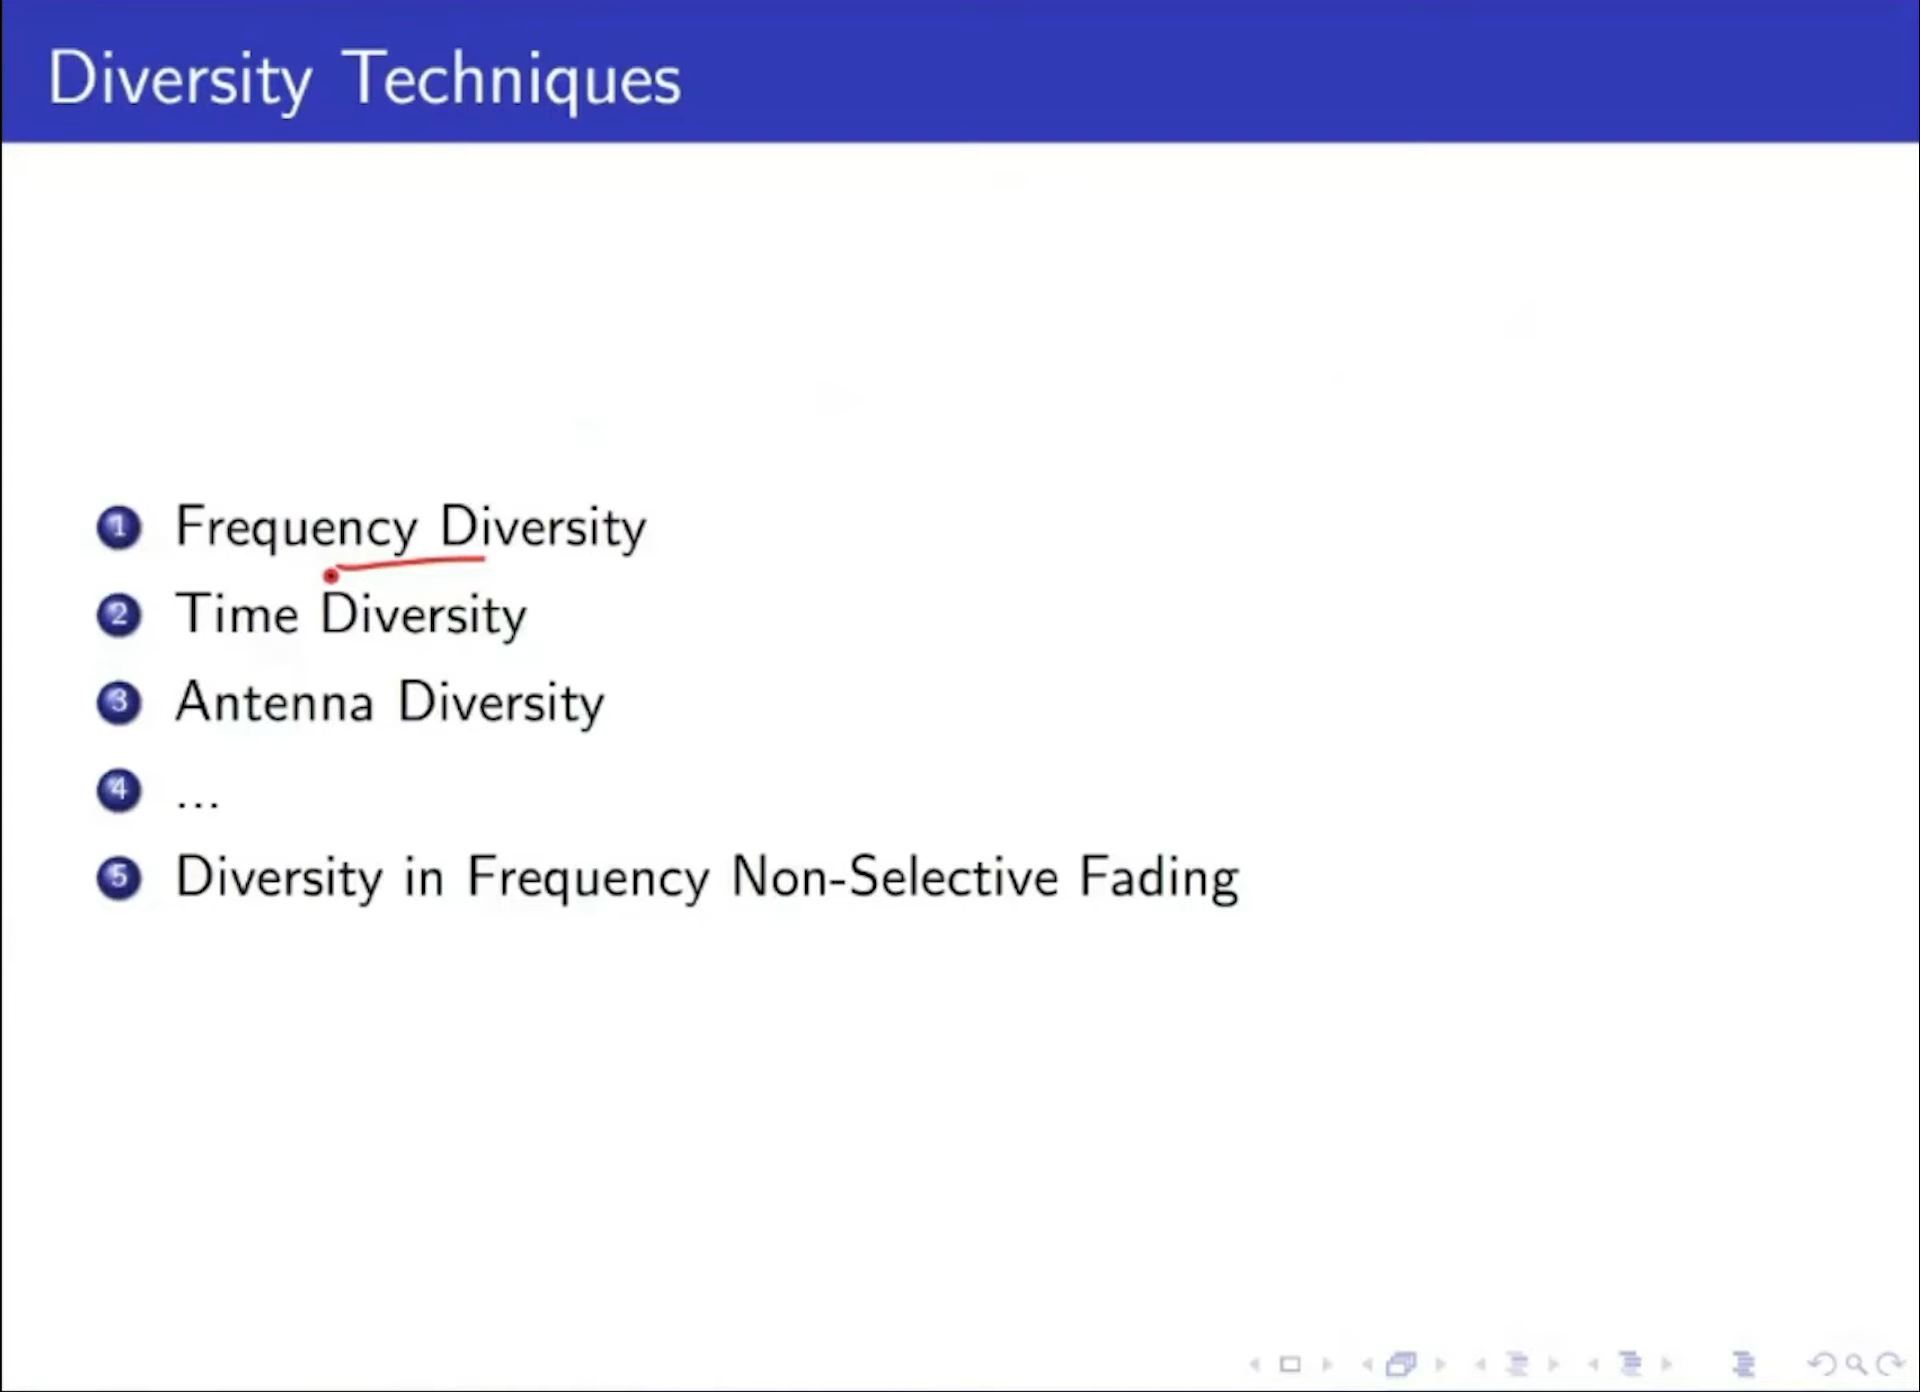 Diversity Techniques
1 Frequency Diversity
2 Time Diversity
3 Antenna Diversity
4 ...
5 Diversity in Frequency Non-Selective Fading